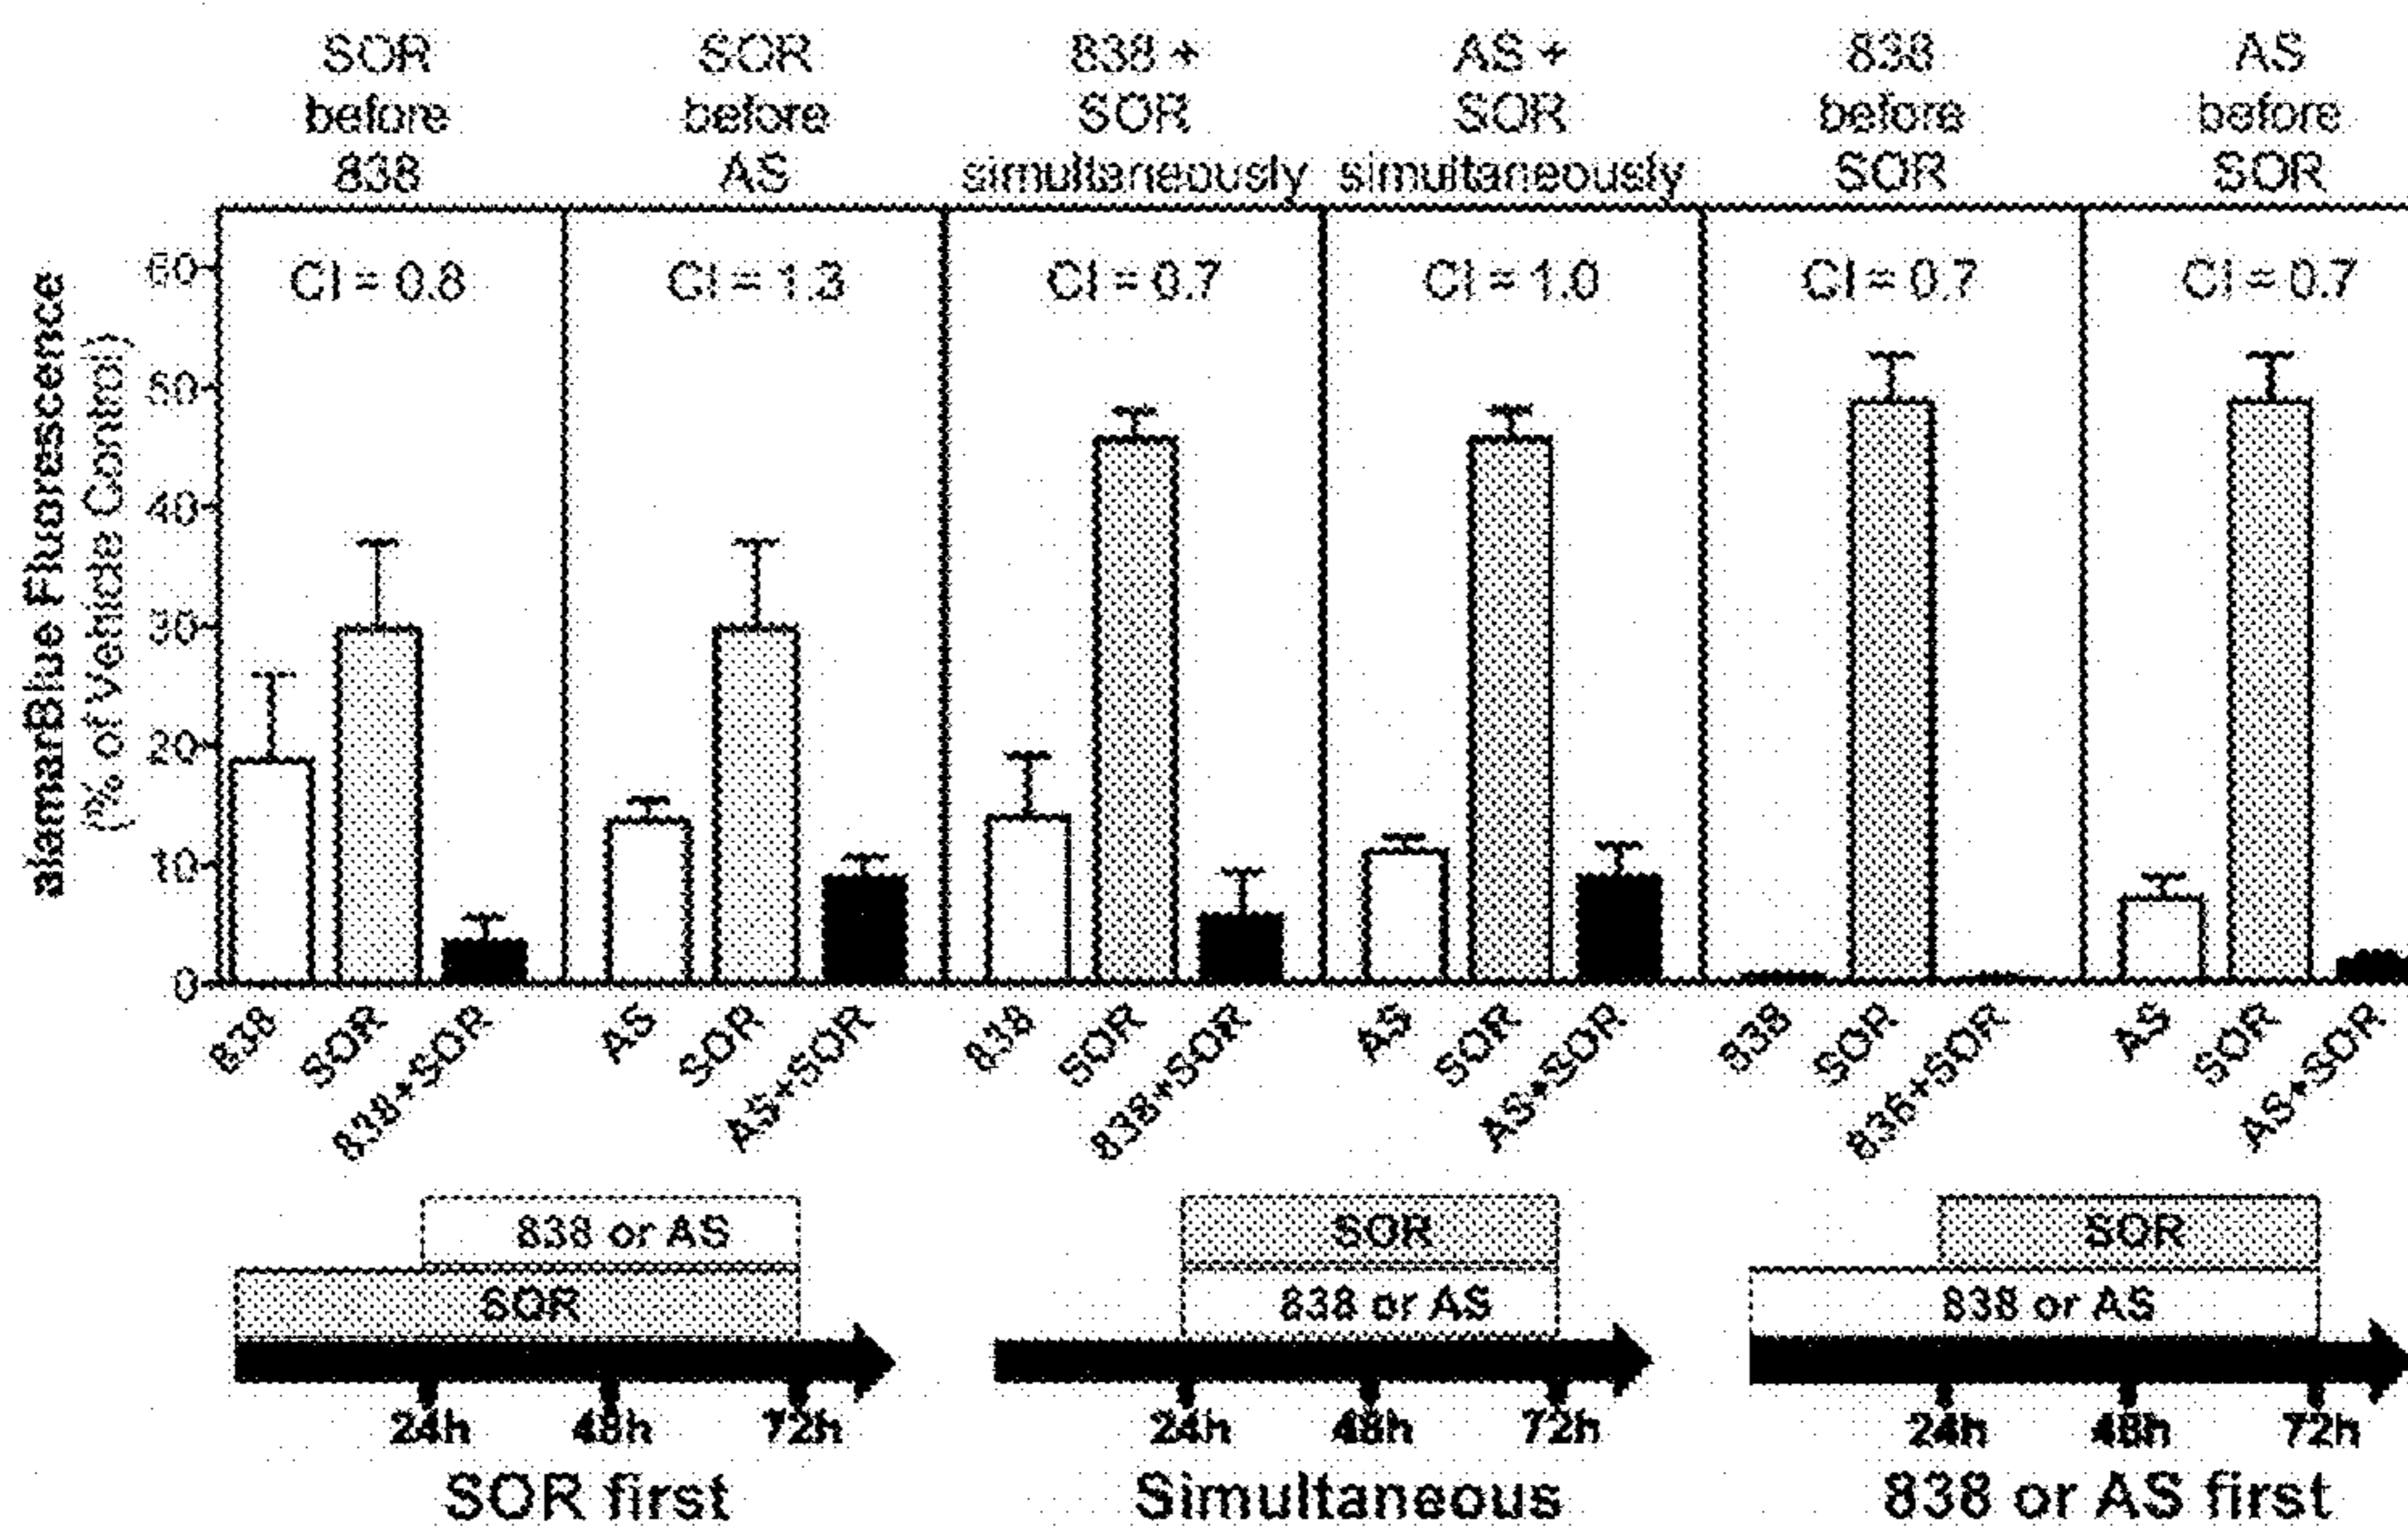 SOR
before
838
SOR
before
AS
838 +
SOR
simultaneously
AS +
SOR
simultaneously
838
before
SOR
AS
before
SOR
alamarBlue Fluorescence
(% of Vehicle Control)
60
50
40
30
20
10
0
CI = 0.8
CI = 1.3
CI = 0.7
CI = 1.0
CI = 0.7
CI = 0.7
838
SOR
838+SOR
AS
SOR
AS+SOR
838
SOR
838+SOR
AS
SOR
AS+SOR
838
SOR
838+SOR
AS
SOR
AS+SOR
838 or AS
SOR
24h 48h 72h
SOR first
SOR
838 or AS
24h 48h 72h
Simultaneous
SOR
838 or AS
24h 48h 72h
838 or AS first